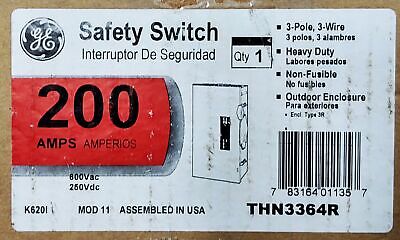 GE
Safety Switch
Interruptor De Seguridad
Qty 1
3-Pole, 3-Wire
3 polos, 3 alambres
Heavy Duty
Labores pesados
Non-Fusible
No fusibles
Outdoor Enclosure
Para exteriores
Encl. Type 3R
200
AMPS AMPERIOS
600Vac
250Vdc
7 83164 01135 7
K620I MOD 11 ASSEMBLED IN USA
THN3364R